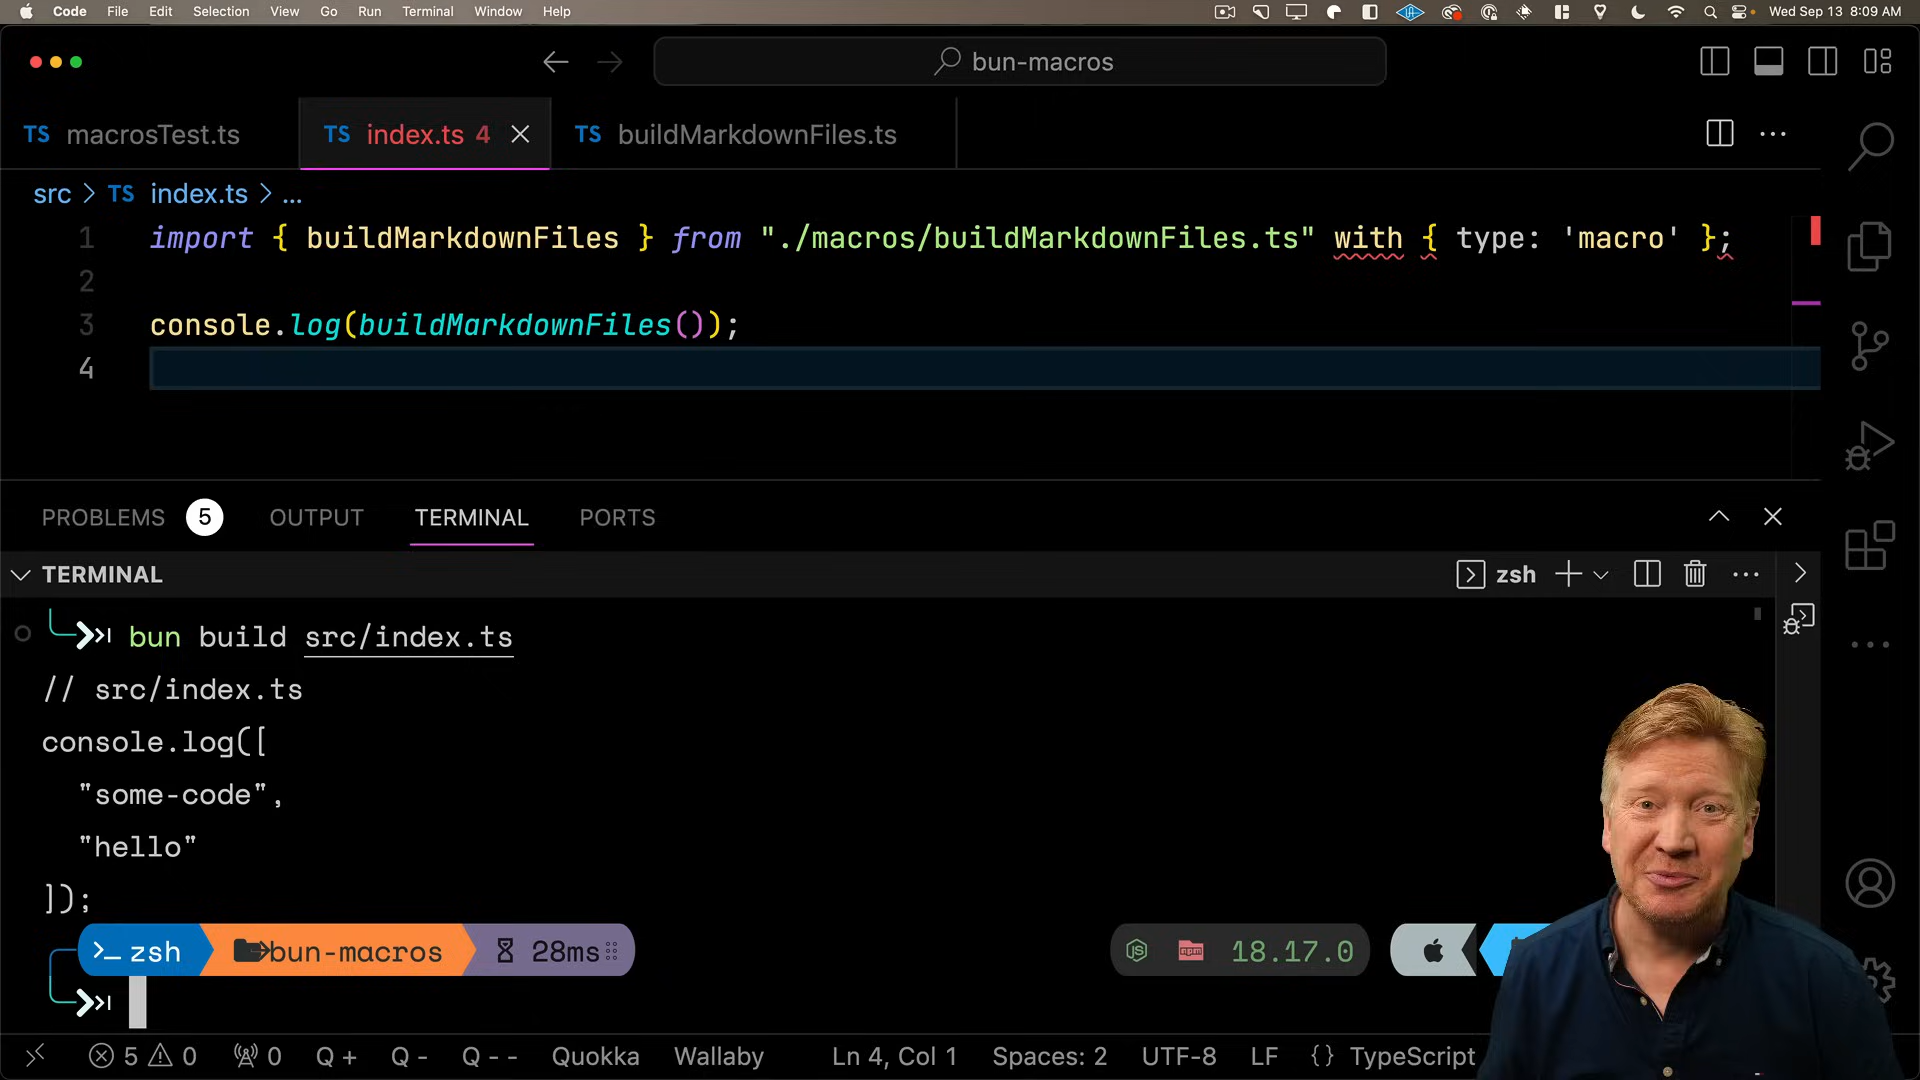 Code File Edit Selection View Go Run Terminal Window Help Wed Sep 13 8:09 AM
bun-macros
TS macrosTest.ts TS index.ts 4 TS buildMarkdownFiles.ts
src > TS index.ts > ...
1 import { buildMarkdownFiles } from "./macros/buildMarkdownFiles.ts" with { type: 'macro' };
2
3 console.log(buildMarkdownFiles());
4
PROBLEMS 5 OUTPUT TERMINAL PORTS
TERMINAL zsh
bun build src/index.ts
// src/index.ts
console.log([
"some-code",
"hello"
]);
>_ zsh bun-macros 28ms JS npm 18.17.0
5 0 0 Q + Q - Q - - Quokka Wallaby Ln 4, Col 1 Spaces: 2 UTF-8 LF {} TypeScript